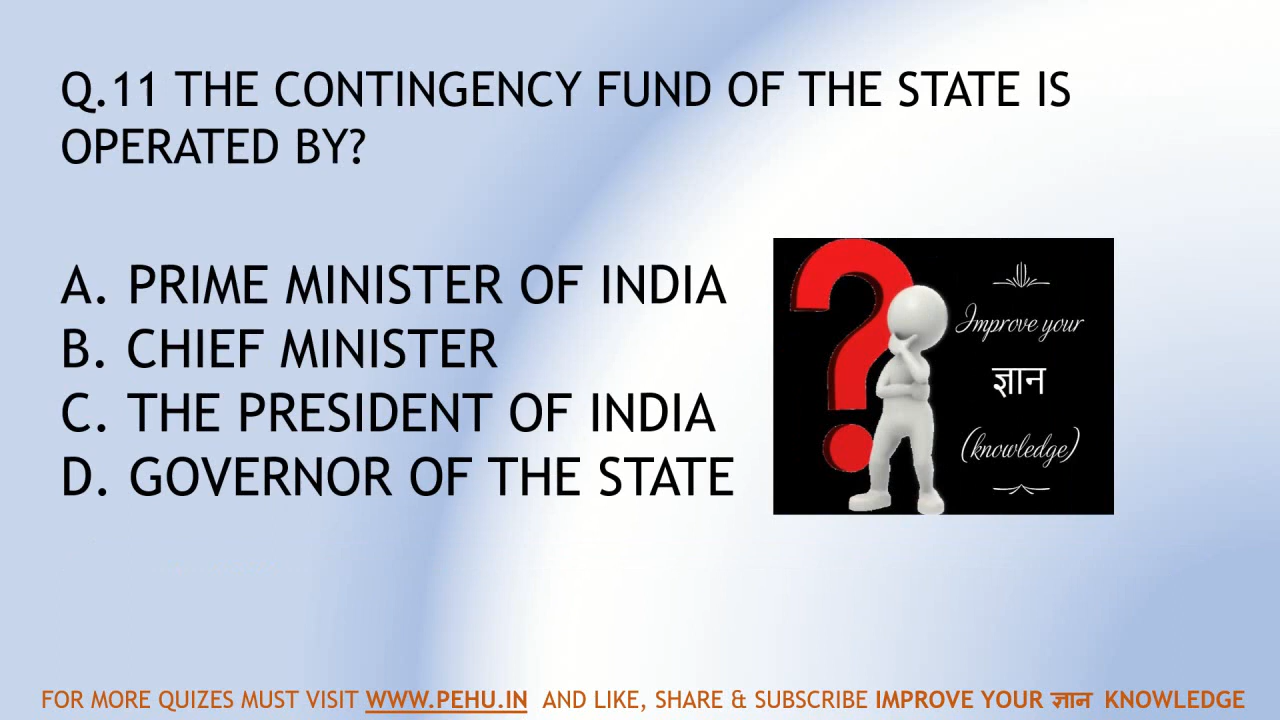 Q.11 THE CONTINGENCY FUND OF THE STATE IS
OPERATED BY?
A. PRIME MINISTER OF INDIA
B. CHIEF MINISTER
C. THE PRESIDENT OF INDIA
D. GOVERNOR OF THE STATE
Improve your
ज्ञान
(knowledge)
FOR MORE QUIZES MUST VISIT WWW.PEHU.IN AND LIKE, SHARE & SUBSCRIBE IMPROVE YOUR ज्ञान KNOWLEDGE